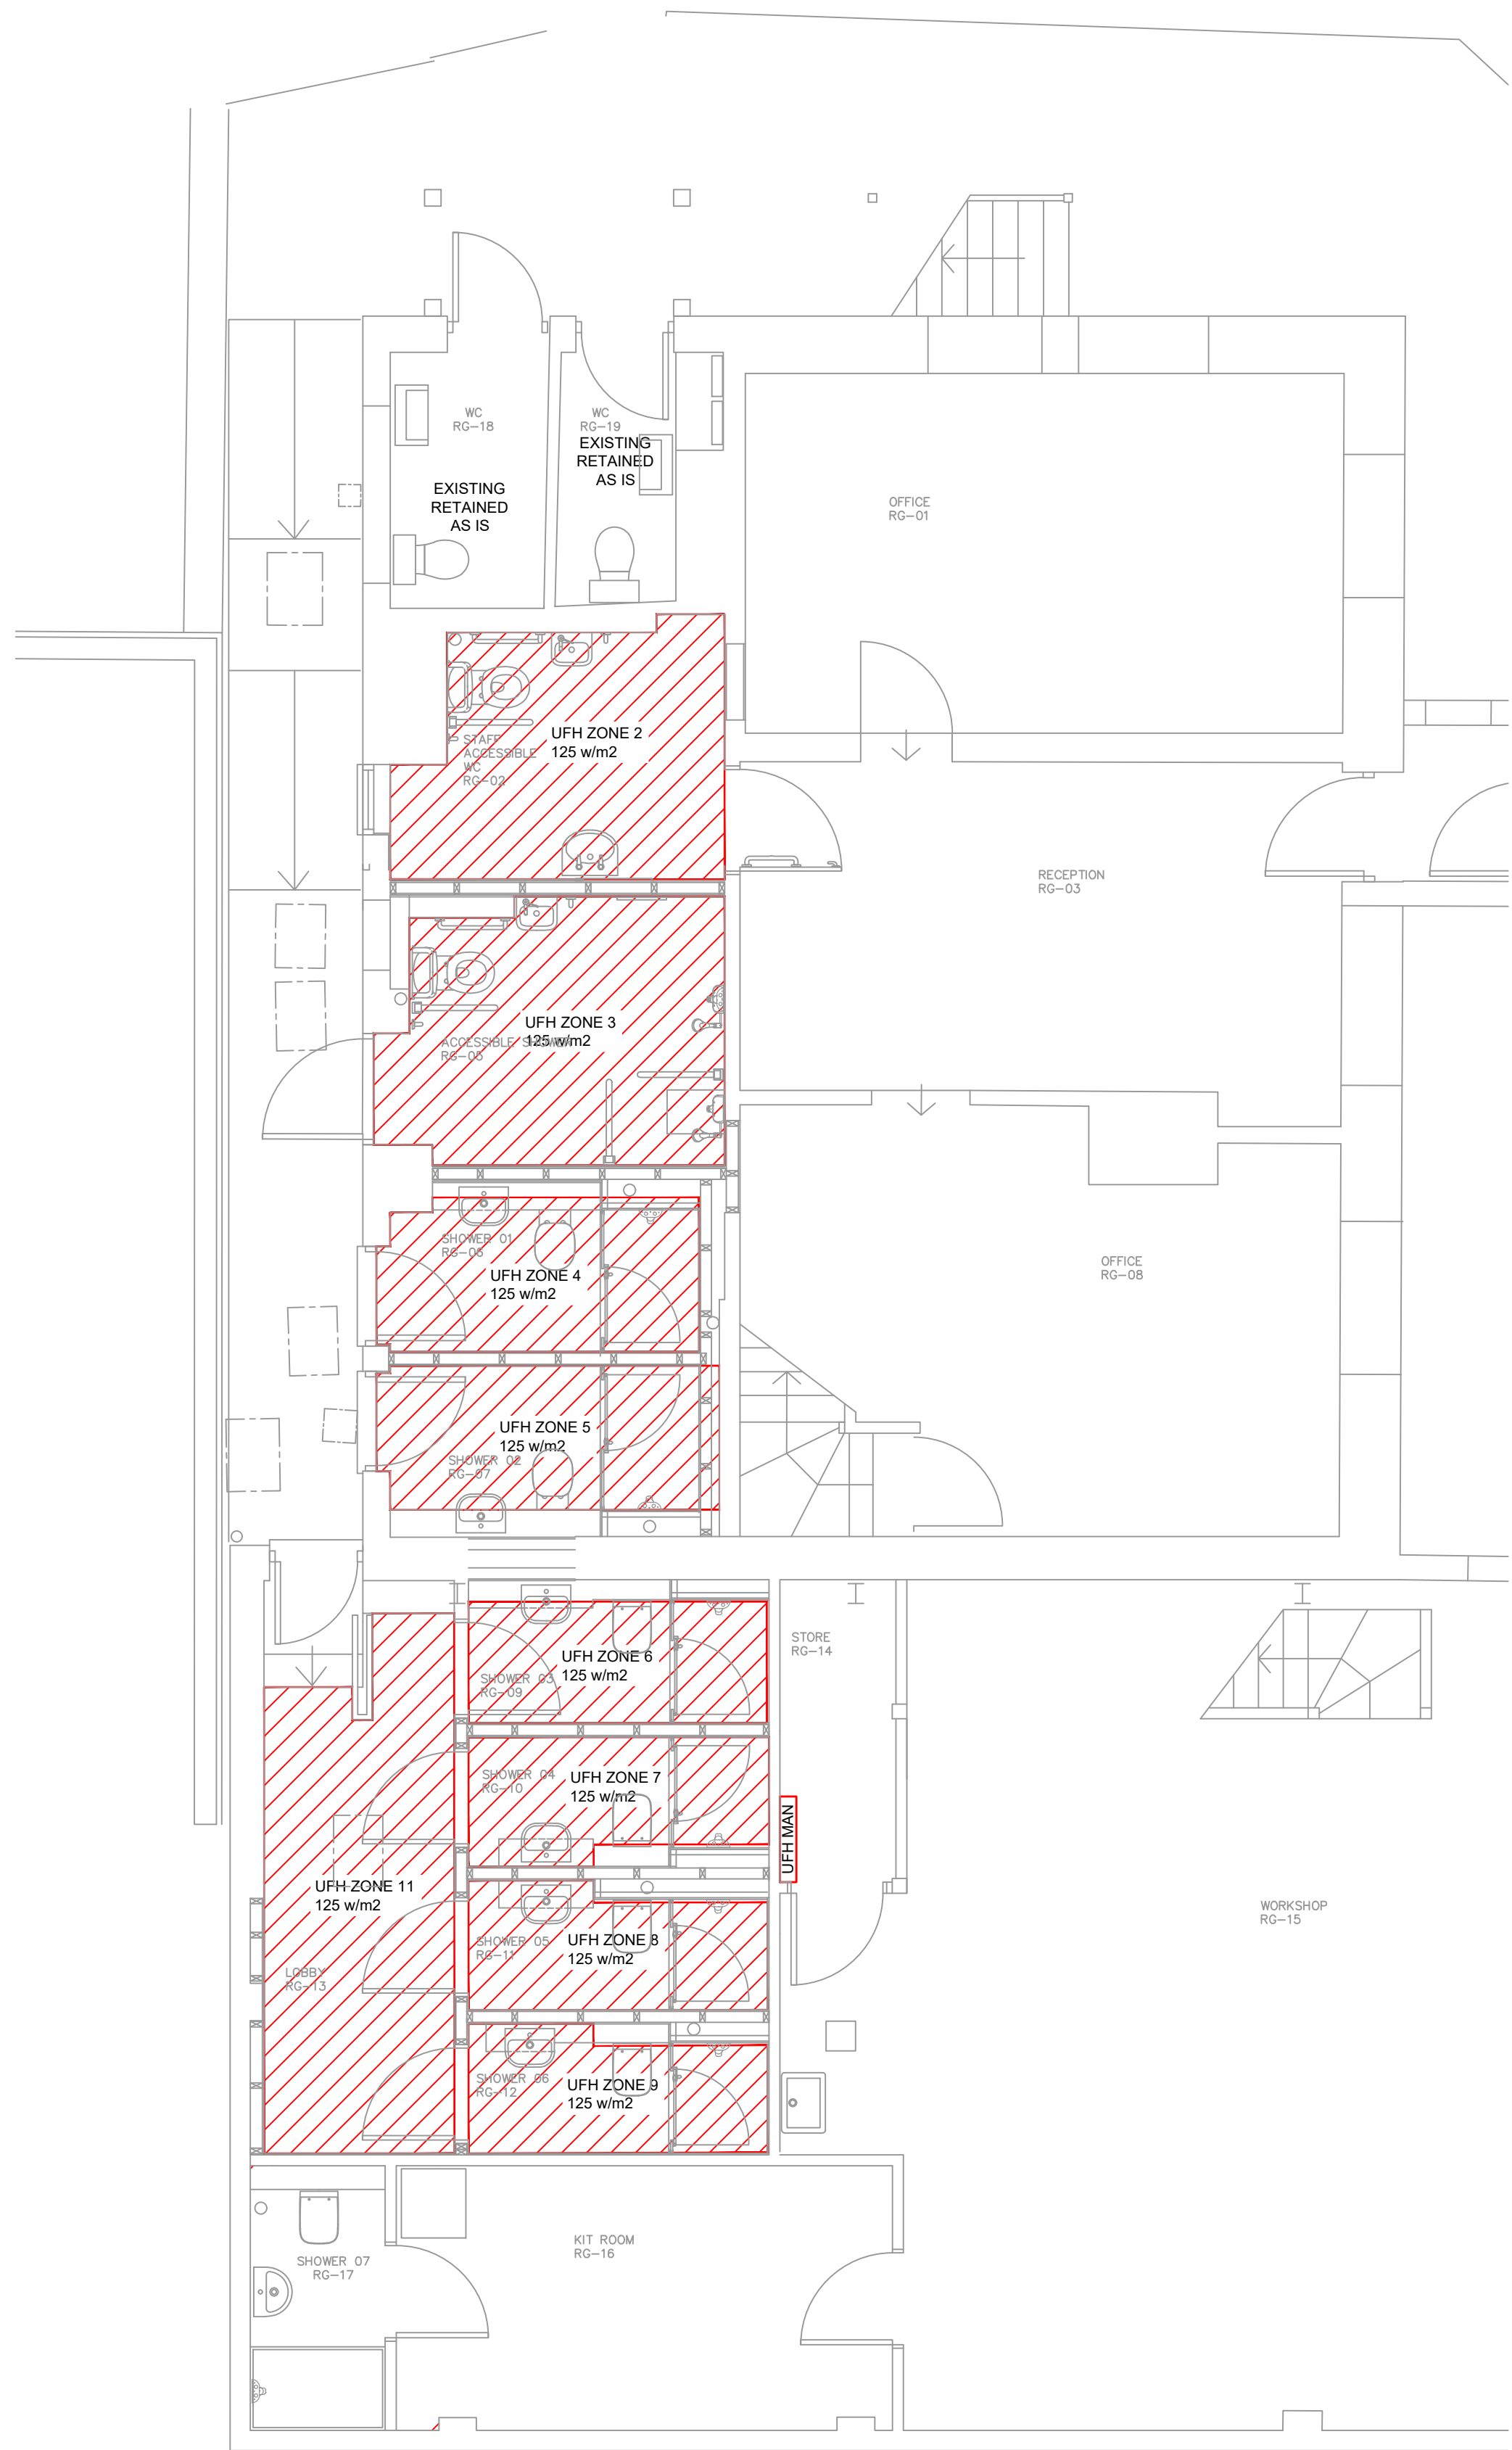 WC
RG-18
WC
RG-19
EXISTING
RETAINED
AS IS
EXISTING
RETAINED
AS IS
OFFICE
RG-01
UFH ZONE 2
125 w/m2
STAFF
ACCESSIBLE
WC
RG-02
RECEPTION
RG-03
UFH ZONE 3
125 w/m2
ACCESSIBLE SHOWER
RG-05
SHOWER 01
RG-06
UFH ZONE 4
125 w/m2
OFFICE
RG-08
UFH ZONE 5
125 w/m2
SHOWER 02
RG-07
UFH ZONE 6
125 w/m2
SHOWER 03
RG-09
STORE
RG-14
UFH ZONE 7
125 w/m2
SHOWER 04
RG-10
UFH MAN
UFH ZONE 11
125 w/m2
LOBBY
RG-13
UFH ZONE 8
125 w/m2
SHOWER 05
RG-11
WORKSHOP
RG-15
UFH ZONE 9
125 w/m2
SHOWER 06
RG-12
KIT ROOM
RG-16
SHOWER 07
RG-17